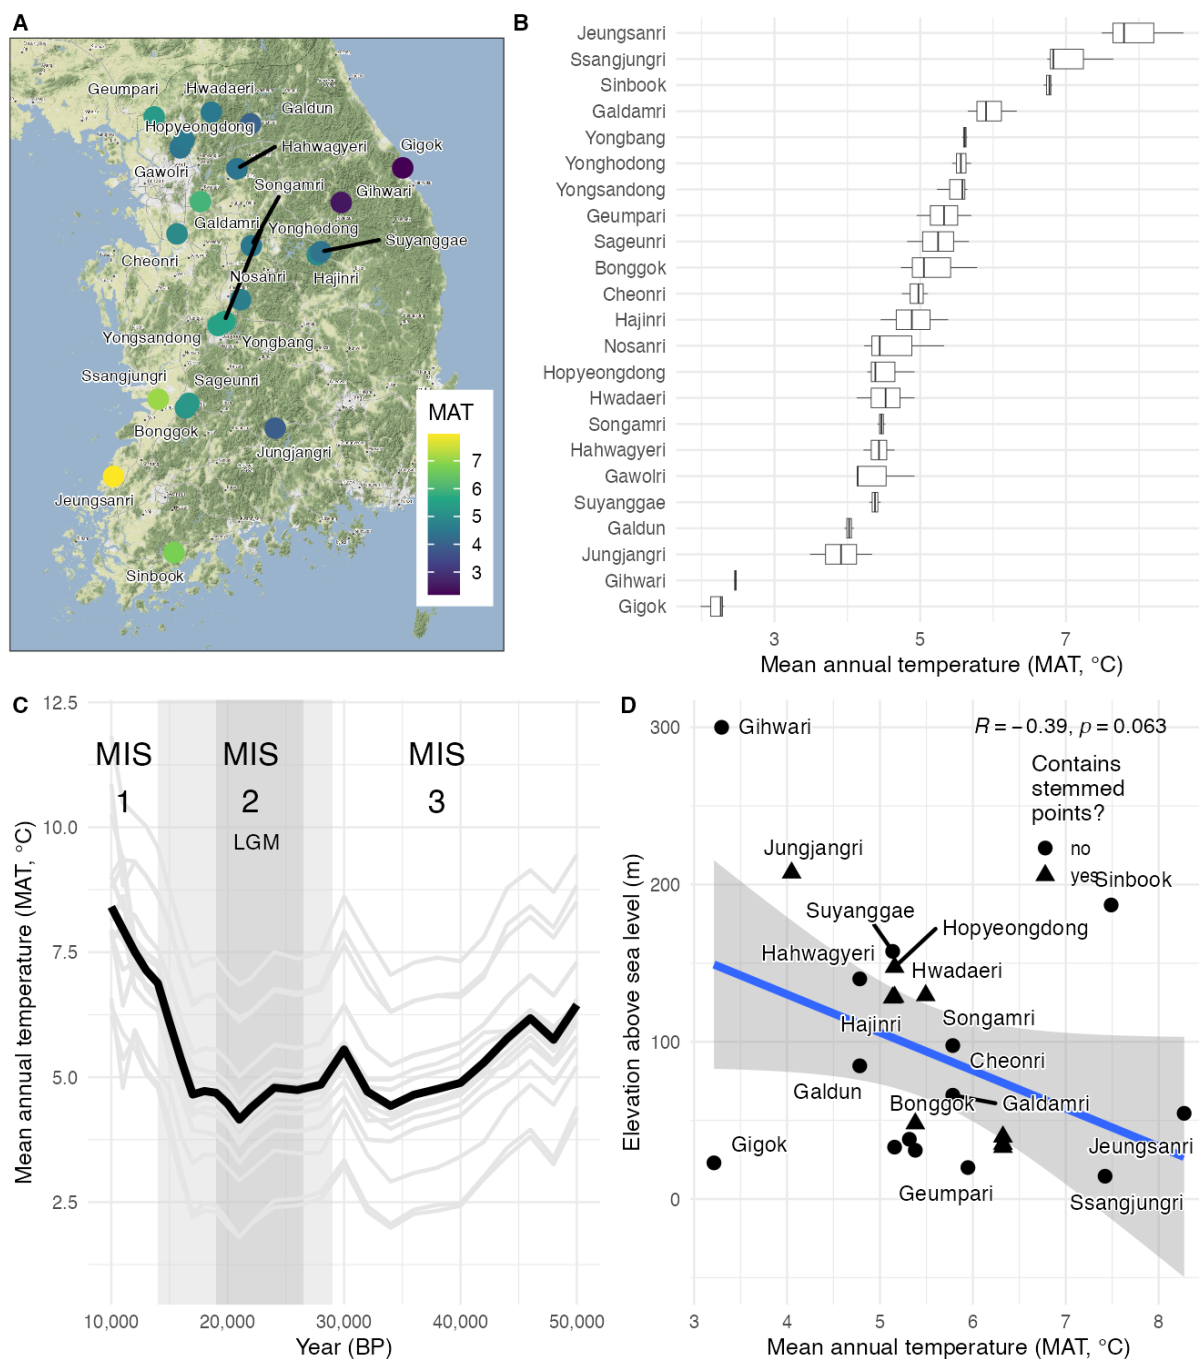 A
Geumpari
Hwadaeri
Galdun
Hopyeongdong
Hahwagyeri
Gigok
Gawolri
Songamri
Gihwari
Galdamri
Yonghodong
Suyanggae
Cheonri
Nosanri
Hajinri
Yongsandong
Yongbang
Ssangjungri
Sageunri
Bonggok
Jungjangri
Jeungsanri
Sinbook
MAT
7
6
5
4
3
B
Jeungsanri
Ssangjungri
Sinbook
Galdamri
Yongbang
Yonghodong
Yongsandong
Geumpari
Sageunri
Bonggok
Cheonri
Hajinri
Nosanri
Hopyeongdong
Hwadaeri
Songamri
Hahwagyeri
Gawolri
Suyanggae
Galdun
Jungjangri
Gihwari
Gigok
3 5 7
Mean annual temperature (MAT, °C)
C
Mean annual temperature (MAT, °C)
12.5
10.0
7.5
5.0
2.5
MIS
1
MIS
2
LGM
MIS
3
10,000 20,000 30,000 40,000 50,000
Year (BP)
D
Elevation above sea level (m)
300
200
100
0
R = −0.39, p = 0.063
Contains
stemmed
points?
no
yes
Gihwari
Jungjangri
Sinbook
Suyanggae
Hopyeongdong
Hahwagyeri
Hwadaeri
Hajinri
Songamri
Cheonri
Galdun
Bonggok
Galdamri
Gigok
Jeungsanri
Geumpari
Ssangjungri
3 4 5 6 7 8
Mean annual temperature (MAT, °C)